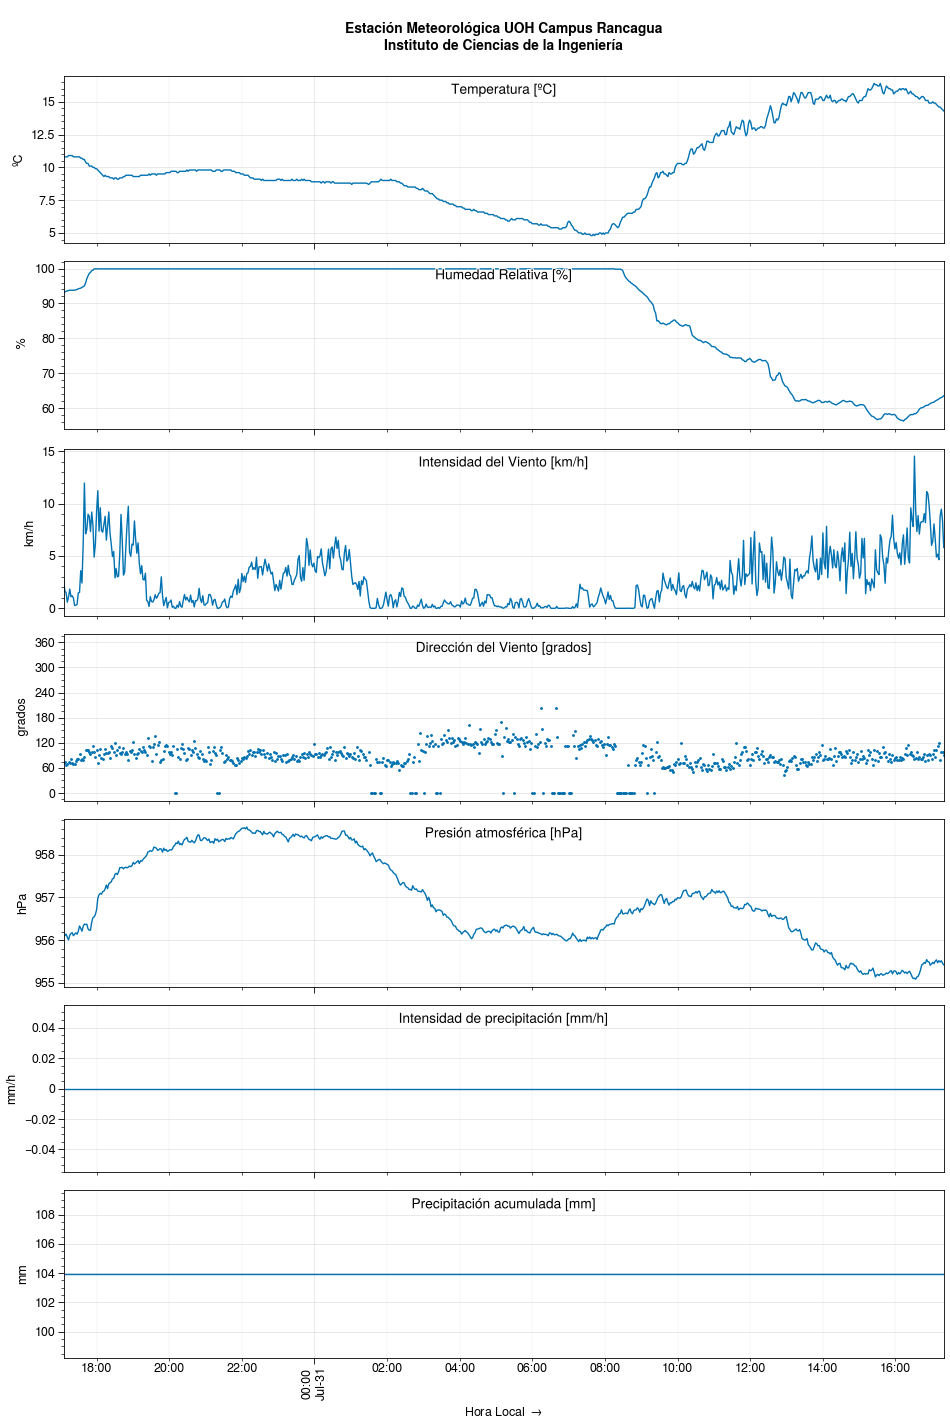 Estación Meteorológica UOH Campus Rancagua
Instituto de Ciencias de la Ingeniería
Temperatura [ºC]
ºC
15
12.5
10
7.5
5
Humedad Relativa [%]
%
100
90
80
70
60
Intensidad del Viento [km/h]
km/h
15
10
5
0
Dirección del Viento [grados]
grados
360
300
240
180
120
60
0
Presión atmosférica [hPa]
hPa
958
957
956
955
Intensidad de precipitación [mm/h]
mm/h
0.04
0.02
0
−0.02
−0.04
Precipitación acumulada [mm]
mm
108
106
104
102
100
18:00 20:00 22:00 00:00 02:00 04:00 06:00 08:00 10:00 12:00 14:00 16:00
Jul-31
Hora Local →